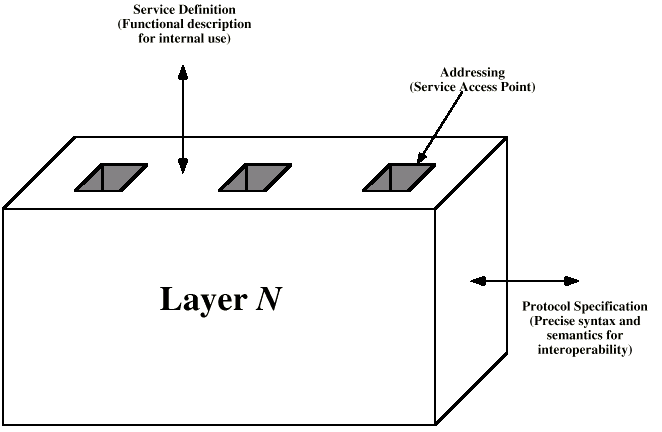 Service Definition
(Functional description
for internal use)
Addressing
(Service Access Point)
Layer N
Protocol Specification
(Precise syntax and
semantics for
interoperability)